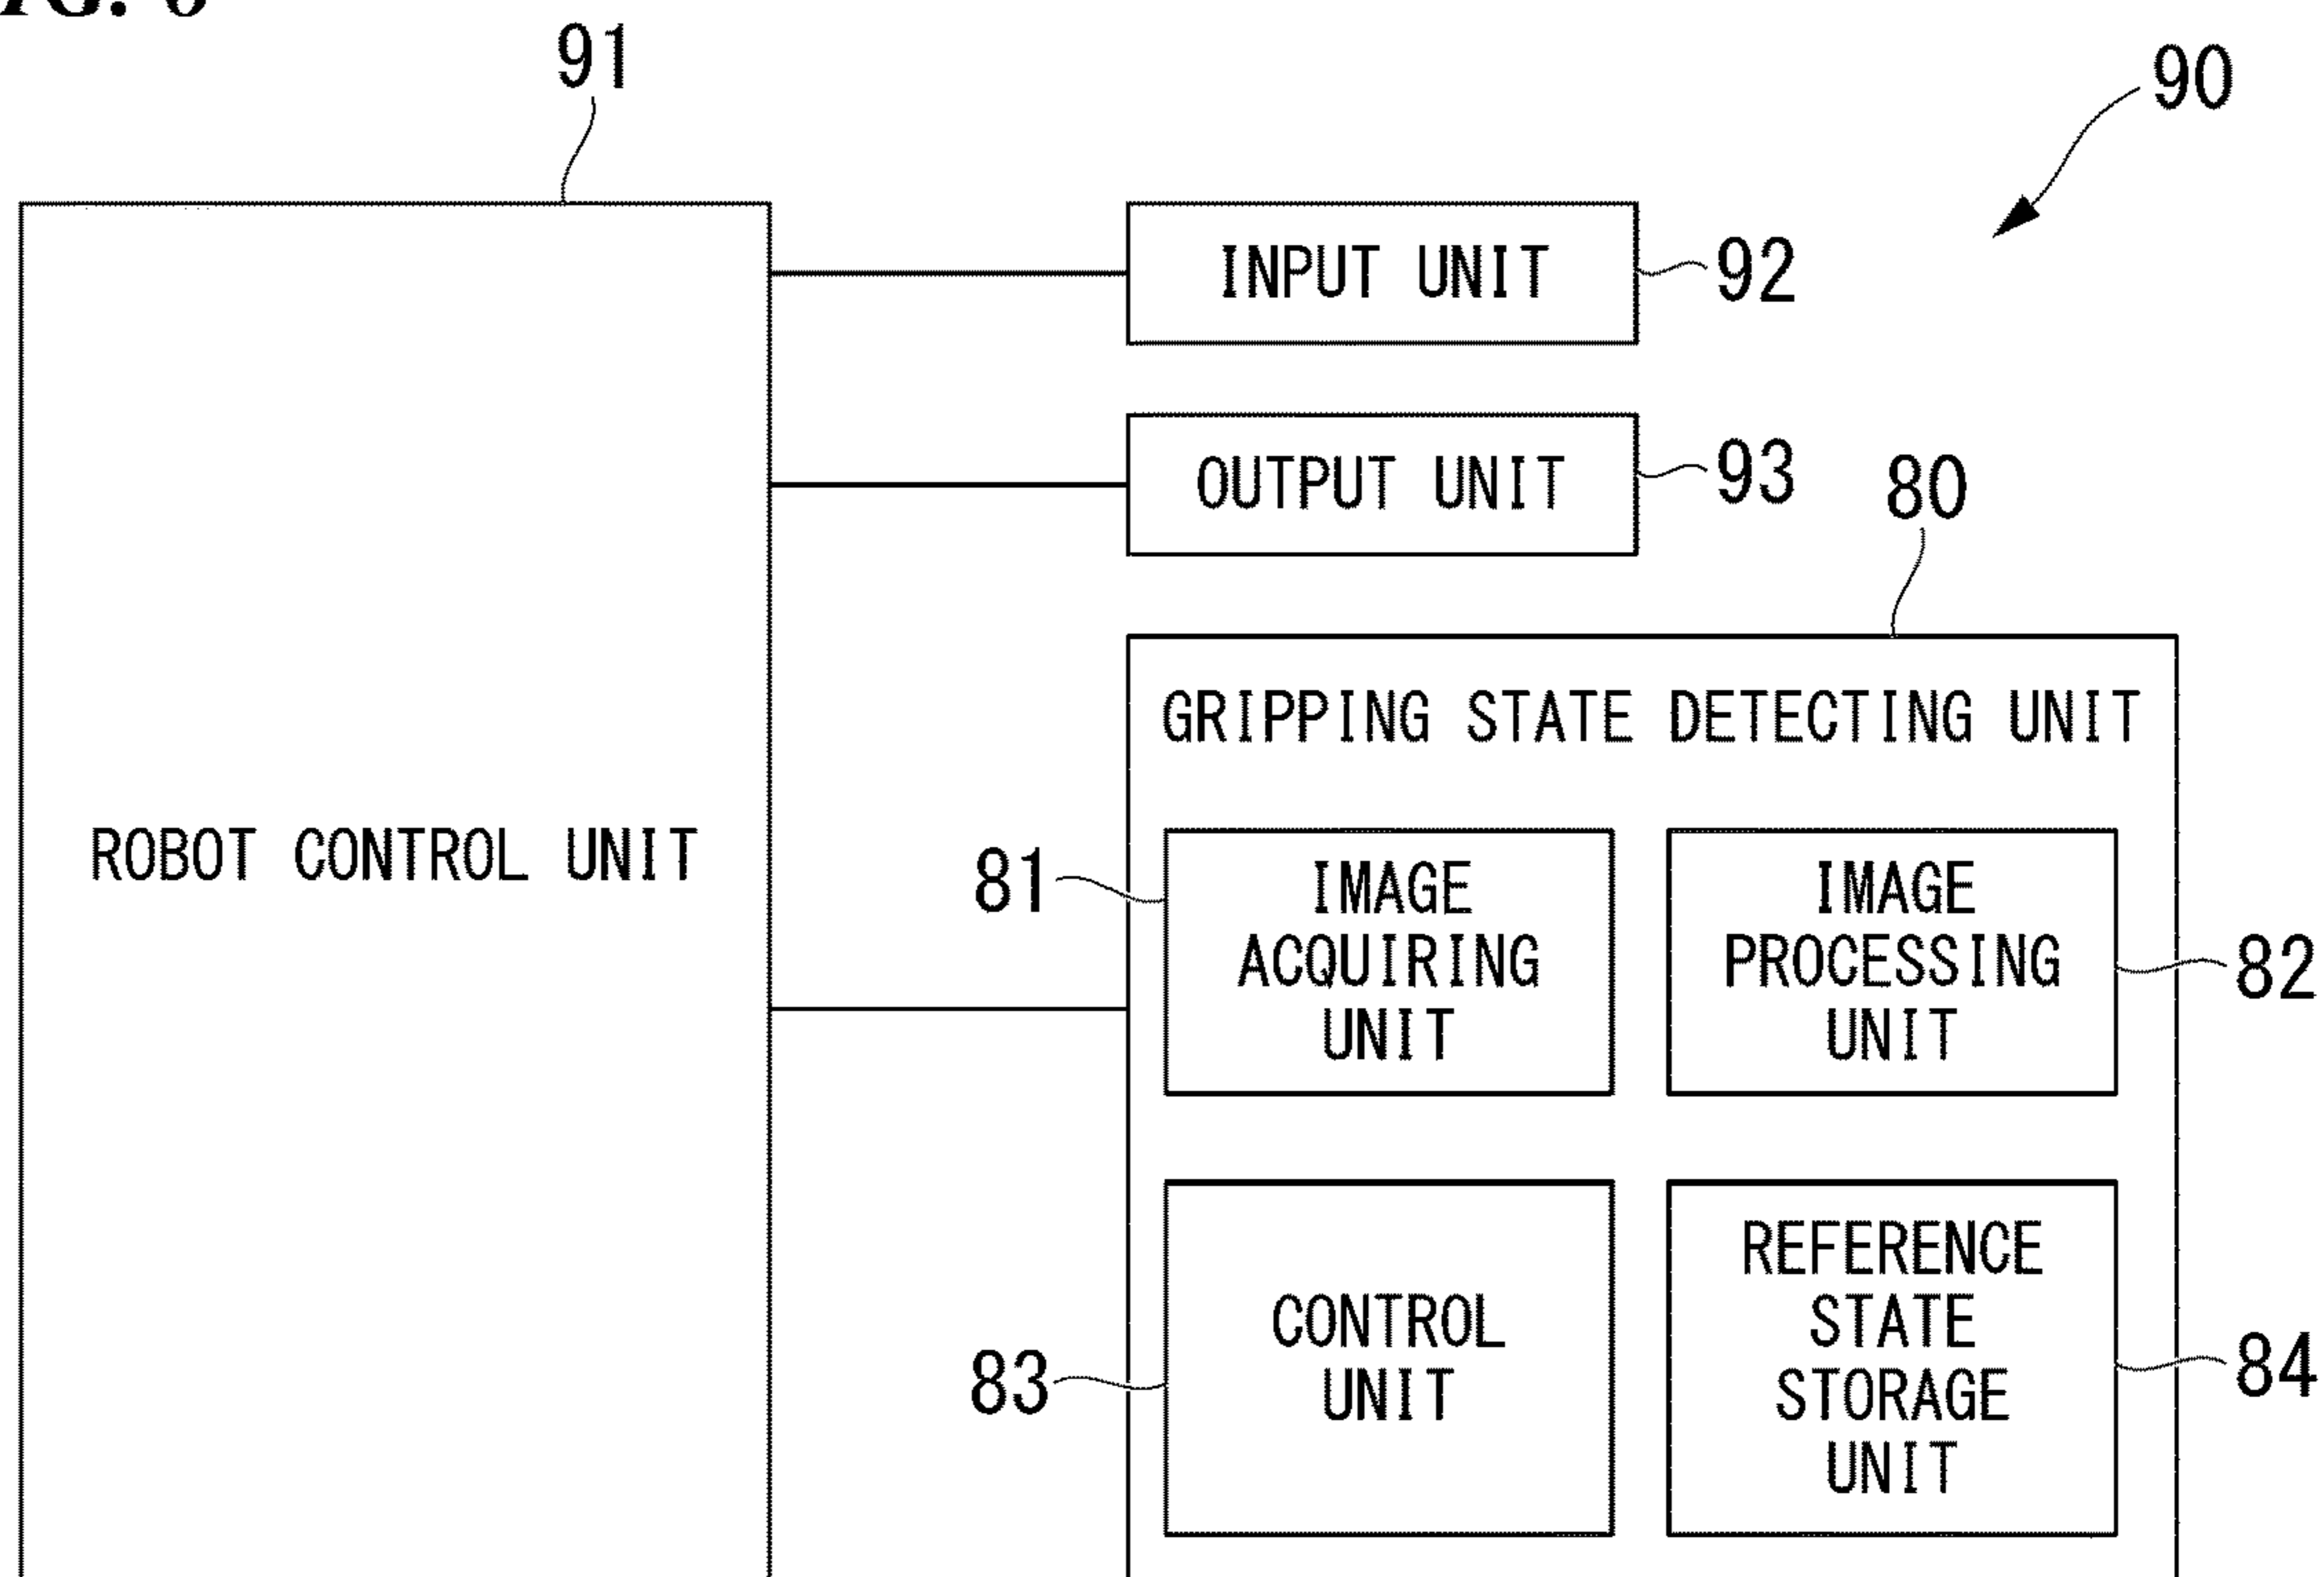 91
90
INPUT UNIT
92
OUTPUT UNIT
93
80
GRIPPING STATE DETECTING UNIT
ROBOT CONTROL UNIT
81
IMAGE
ACQUIRING
UNIT
IMAGE
PROCESSING
UNIT
82
83
CONTROL
UNIT
REFERENCE
STATE
STORAGE
UNIT
84